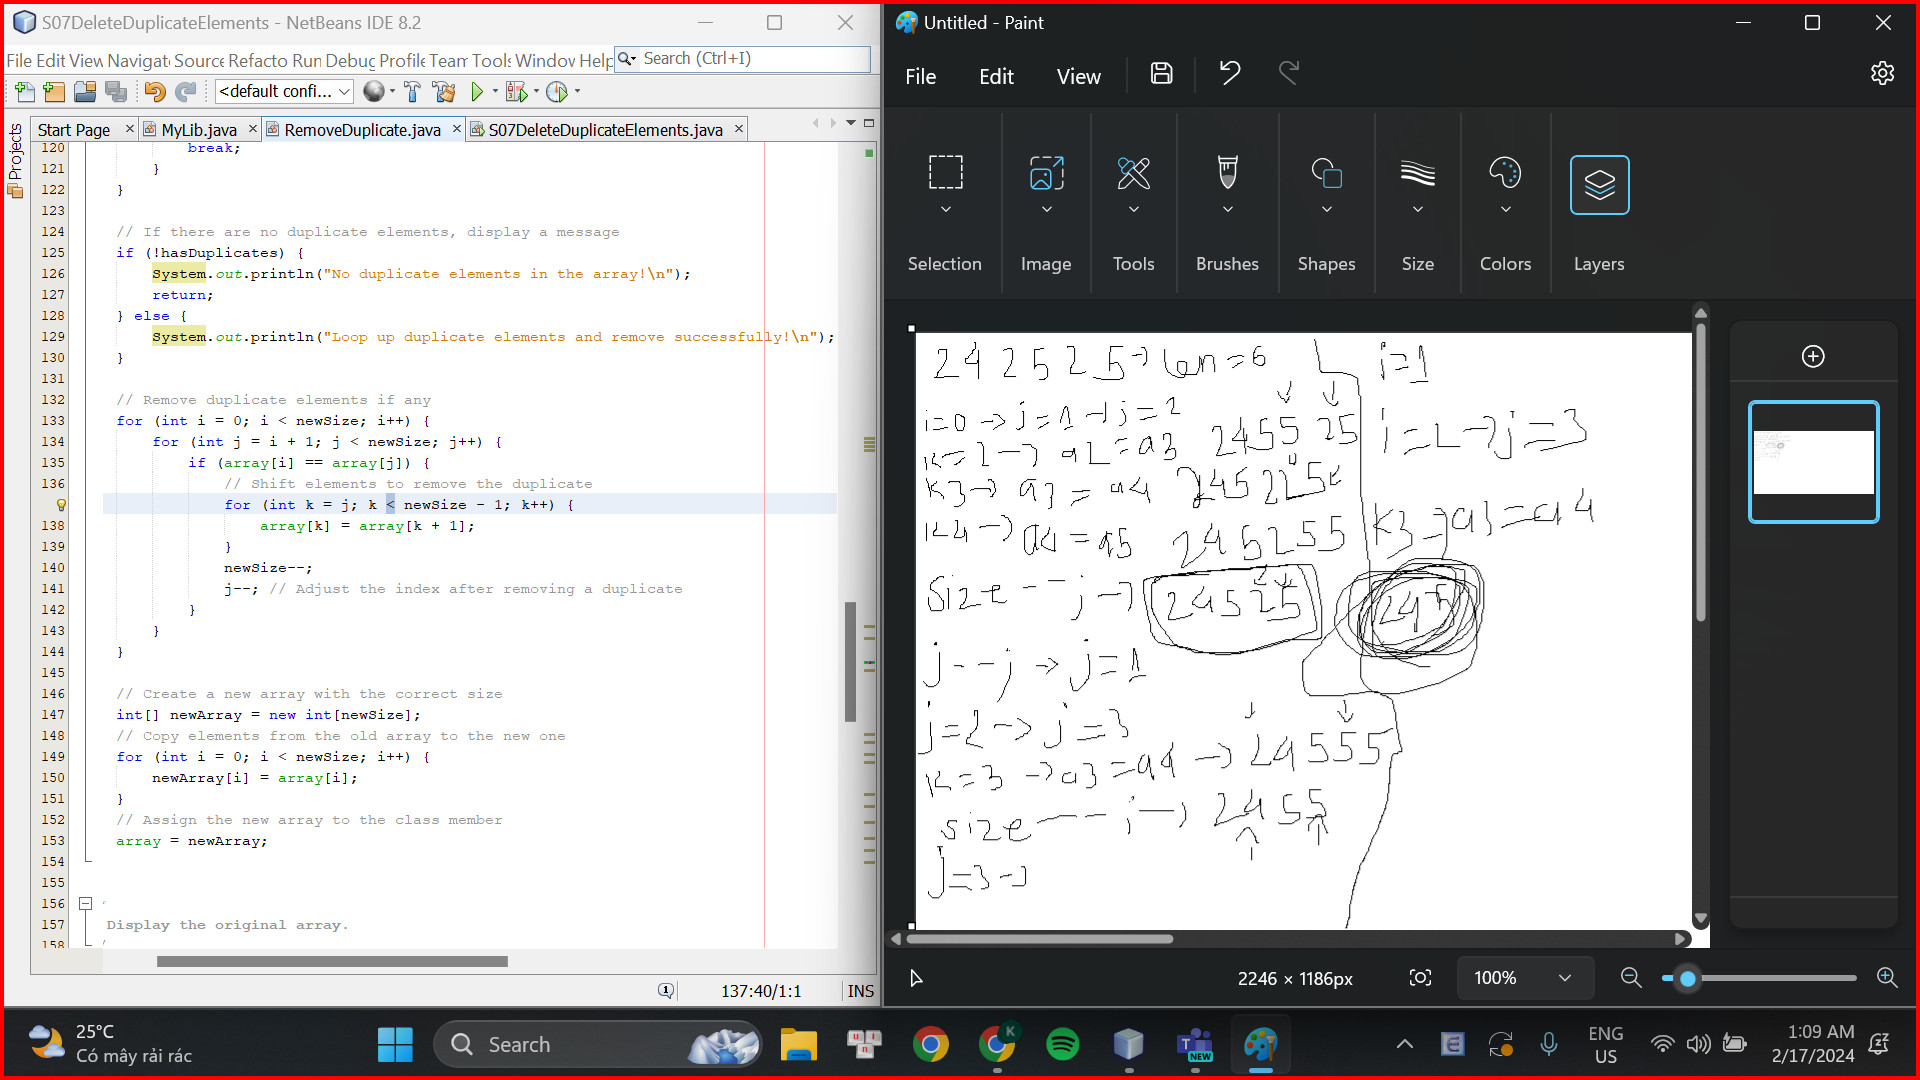 S07DeleteDuplicateElements - NetBeans IDE 8.2
File Edit View Navigate Source Refactor Run Debug Profile Team Tools Window Help
Search (Ctrl+I)
<default confi...
Projects
Start Page
MyLib.java
RemoveDuplicate.java
S07DeleteDuplicateElements.java
120 break;
121 }
122 }
123
124 // If there are no duplicate elements, display a message
125 if (!hasDuplicates) {
126 System.out.println("No duplicate elements in the array!\n");
127 return;
128 } else {
129 System.out.println("Loop up duplicate elements and remove successfully!\n");
130 }
131
132 // Remove duplicate elements if any
133 for (int i = 0; i < newSize; i++) {
134 for (int j = i + 1; j < newSize; j++) {
135 if (array[i] == array[j]) {
136 // Shift elements to remove the duplicate
for (int k = j; k < newSize - 1; k++) {
138 array[k] = array[k + 1];
139 }
140 newSize--;
141 j--; // Adjust the index after removing a duplicate
142 }
143 }
144 }
145
146 // Create a new array with the correct size
147 int[] newArray = new int[newSize];
148 // Copy elements from the old array to the new one
149 for (int i = 0; i < newSize; i++) {
150 newArray[i] = array[i];
151 }
152 // Assign the new array to the class member
153 array = newArray;
154
155
156
157 Display the original array.
158
137:40/1:1
INS
Untitled - Paint
File
Edit
View
Selection
Image
Tools
Brushes
Shapes
Size
Colors
Layers
2 4 2 5 2 5 → len = 6
i=0 → j=1 → j=2
2455 25
k=2 → a2=a3
k3 → a3 = a4
245 225
k4 → a4 = a5
245255
size -- j →
24525
j--j → j=1
j=2 → j=3
k=3 → a3=a4 → 24555
size -- j → 2455
j=3 →
i=1
i=2 → j=3
k3 → a3=a4
245
2246 × 1186px
100%
25°C
Có mây rải rác
Search
K
NEW
ENG
US
1:09 AM
2/17/2024